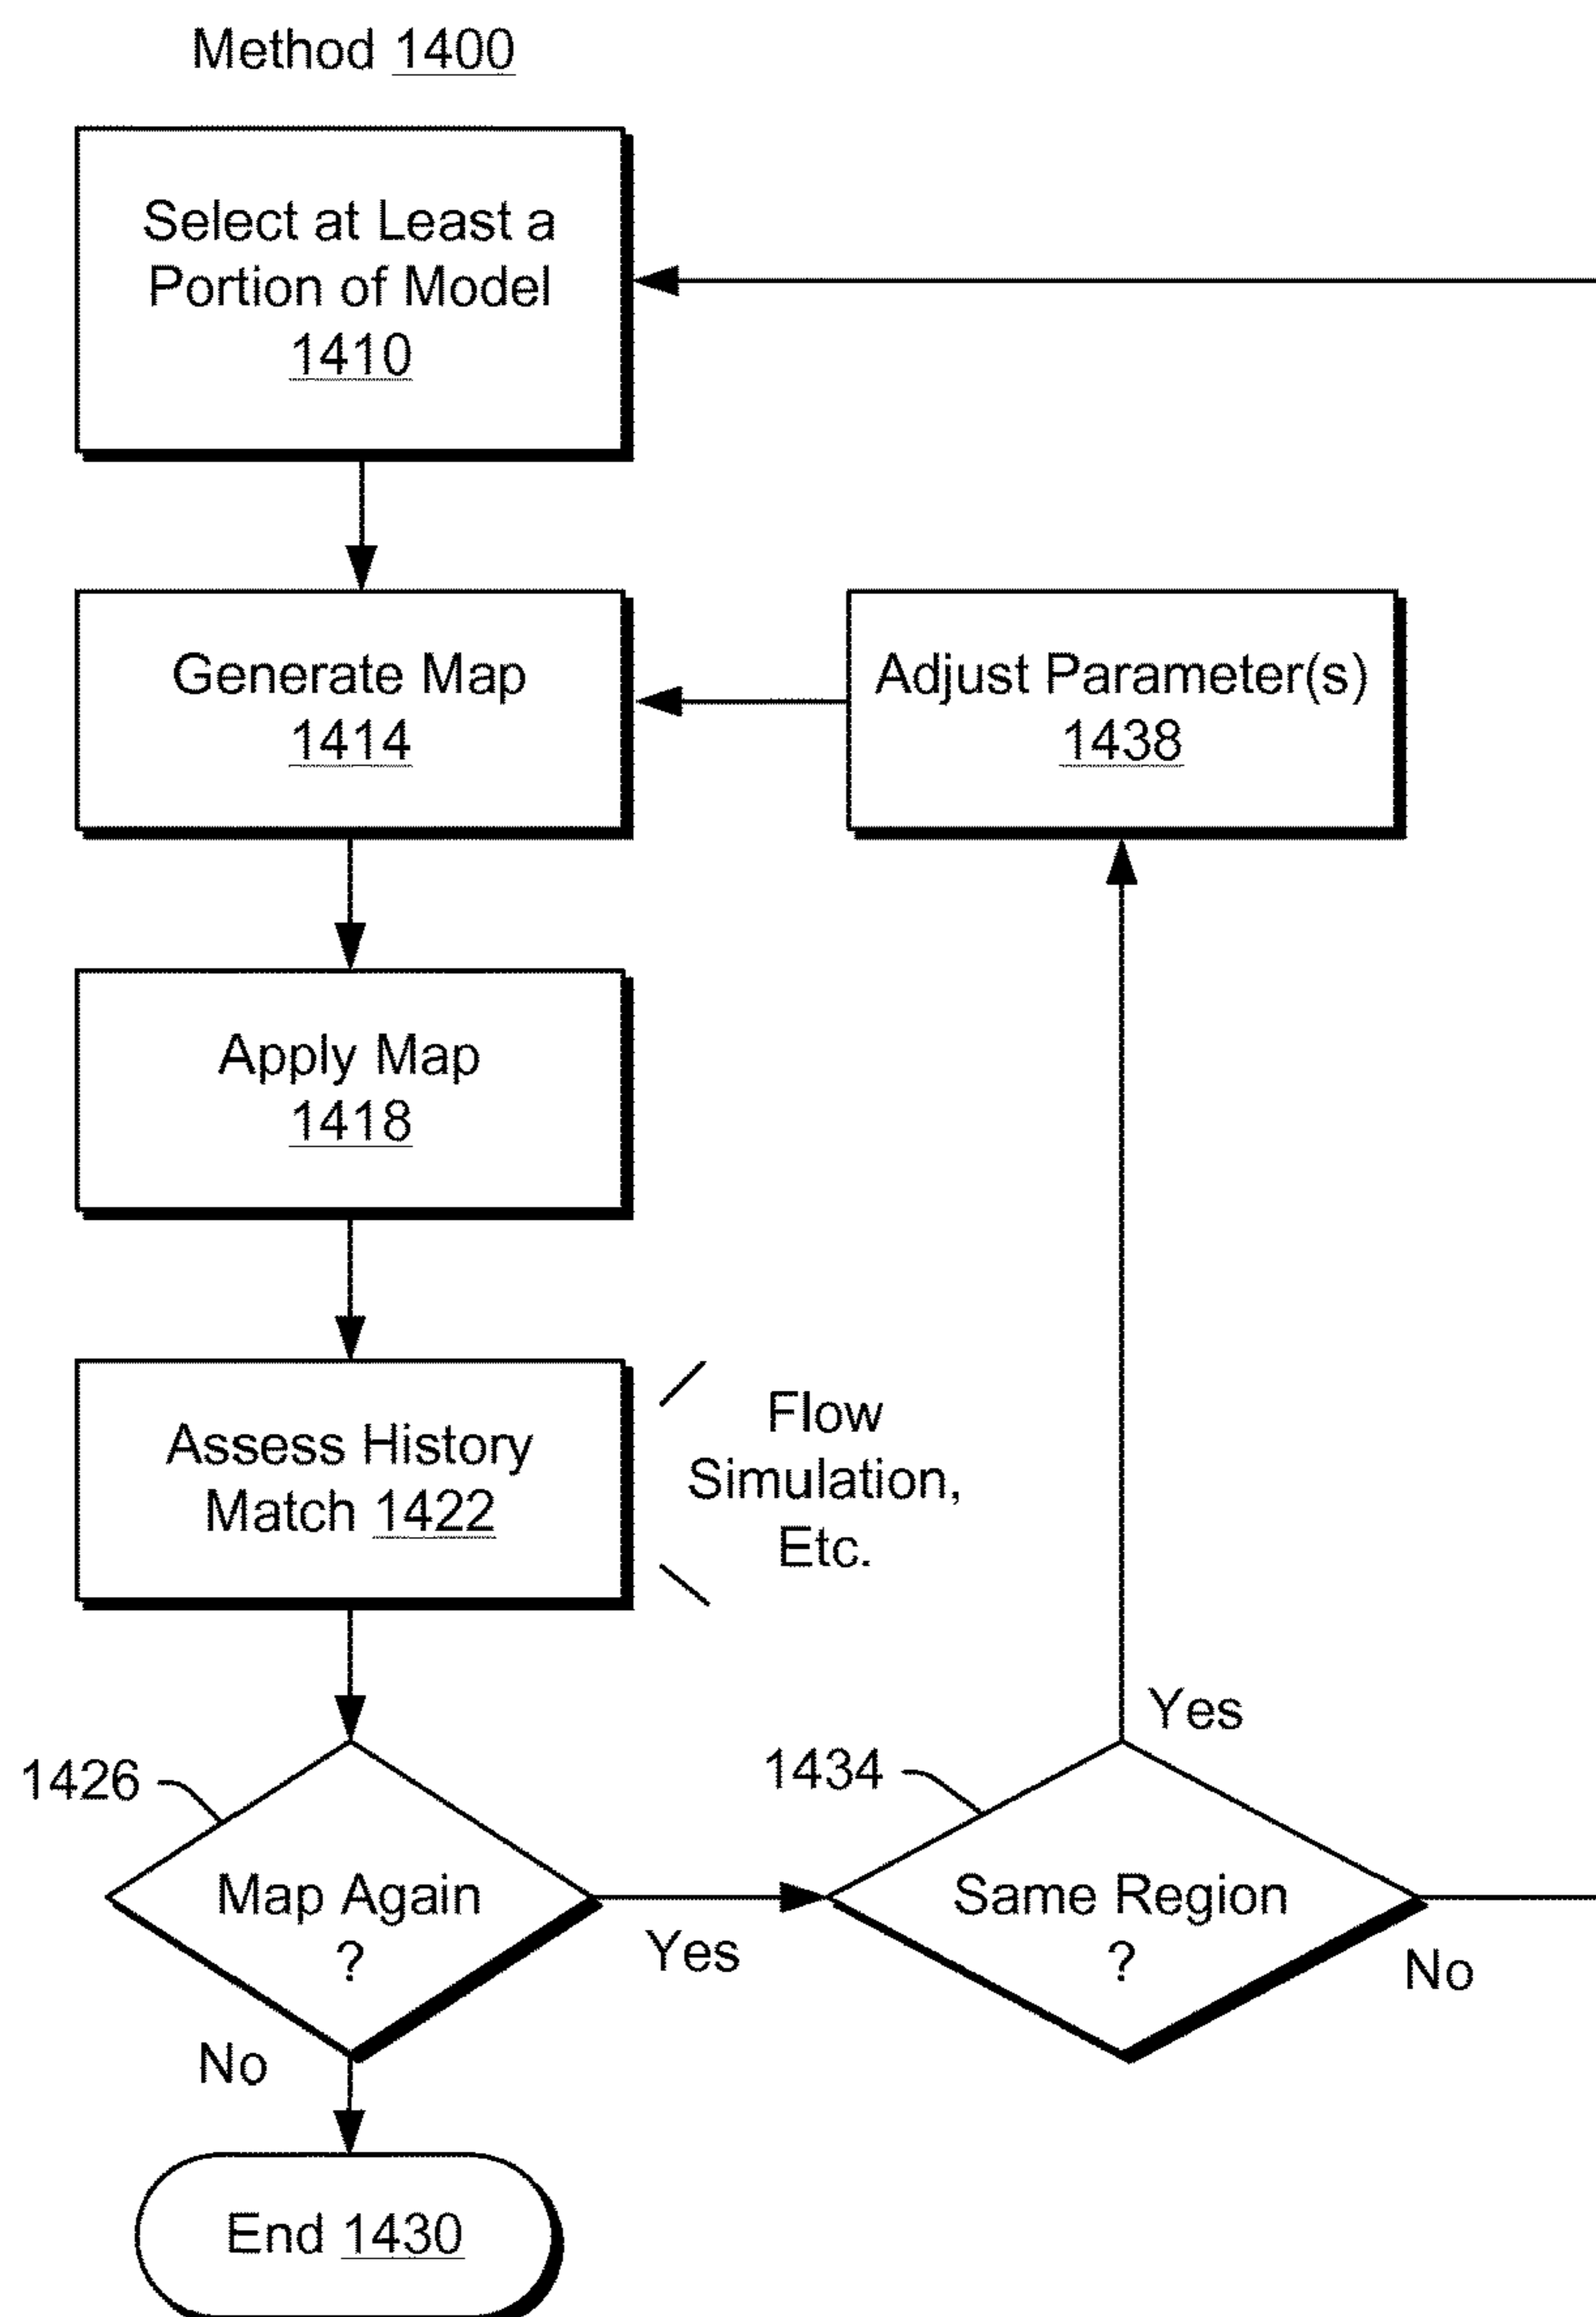 Method 1400
Select at Least a
Portion of Model
1410
Generate Map
1414
Adjust Parameter(s)
1438
Apply Map
1418
Assess History
Match 1422
Flow
Simulation,
Etc.
1426
Map Again
?
Yes
No
1434
Same Region
?
Yes
No
End 1430